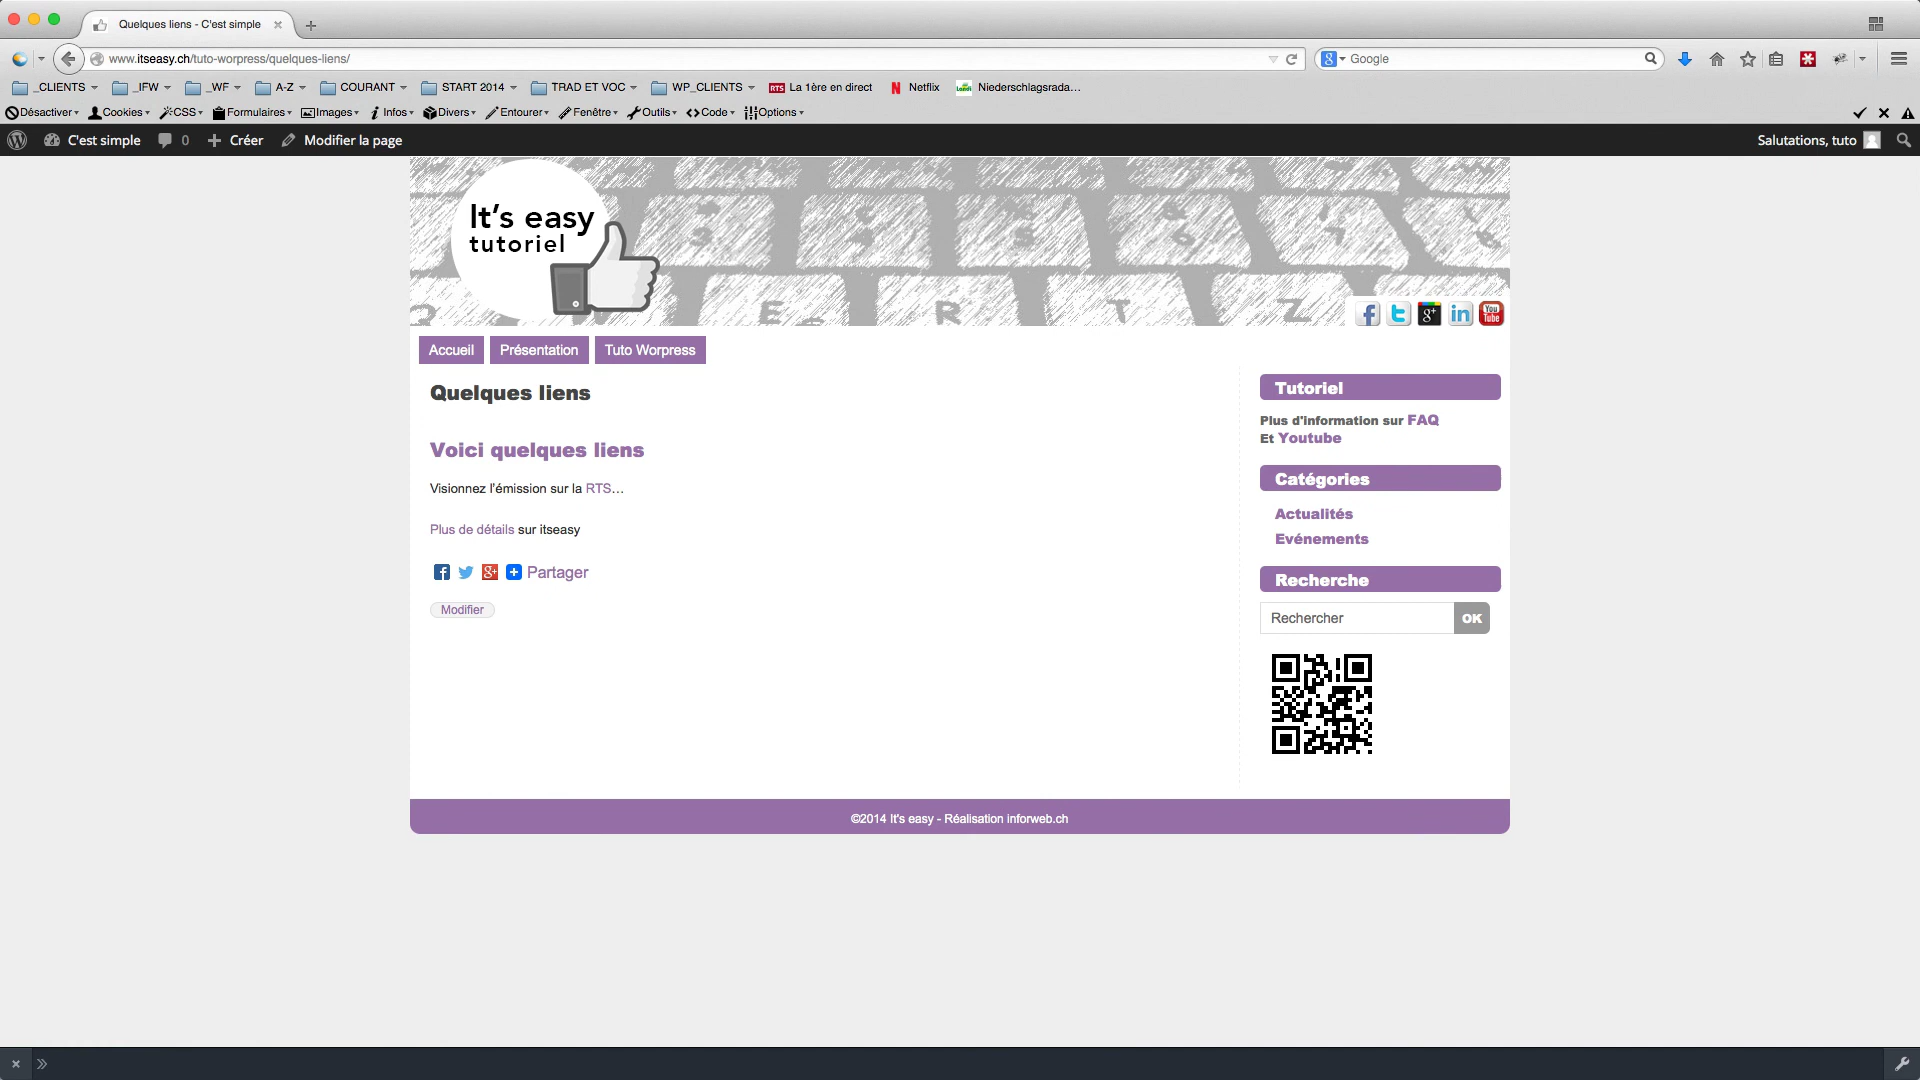 Quelques liens - C'est simple
www.itseasy.ch/tuto-worpress/quelques-liens/
Google
_CLIENTS _IFW _WF A-Z COURANT START 2014 TRAD ET VOC WP_CLIENTS RTS La 1ère en direct Netflix Niederschlagsrada...
Désactiver Cookies CSS Formulaires Images Infos Divers Entourer Fenêtre Outils Code Options
C'est simple 0 Créer Modifier la page Salutations, tuto
It's easy
tutoriel
E R T Z
Accueil Présentation Tuto Worpress
Quelques liens
Voici quelques liens
Visionnez l'émission sur la RTS…
Plus de détails sur itseasy
Partager
Modifier
Tutoriel
Plus d'information sur FAQ
Et Youtube
Catégories
Actualités
Evénements
Recherche
Rechercher OK
©2014 It's easy - Réalisation inforweb.ch